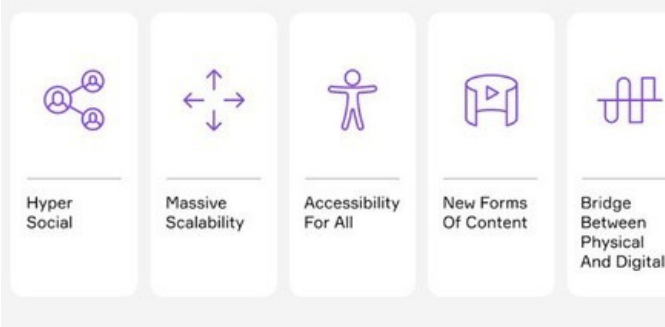 Hyper
Social
Massive
Scalability
Accessibility
For All
New Forms
Of Content
Bridge
Between
Physical
And Digital